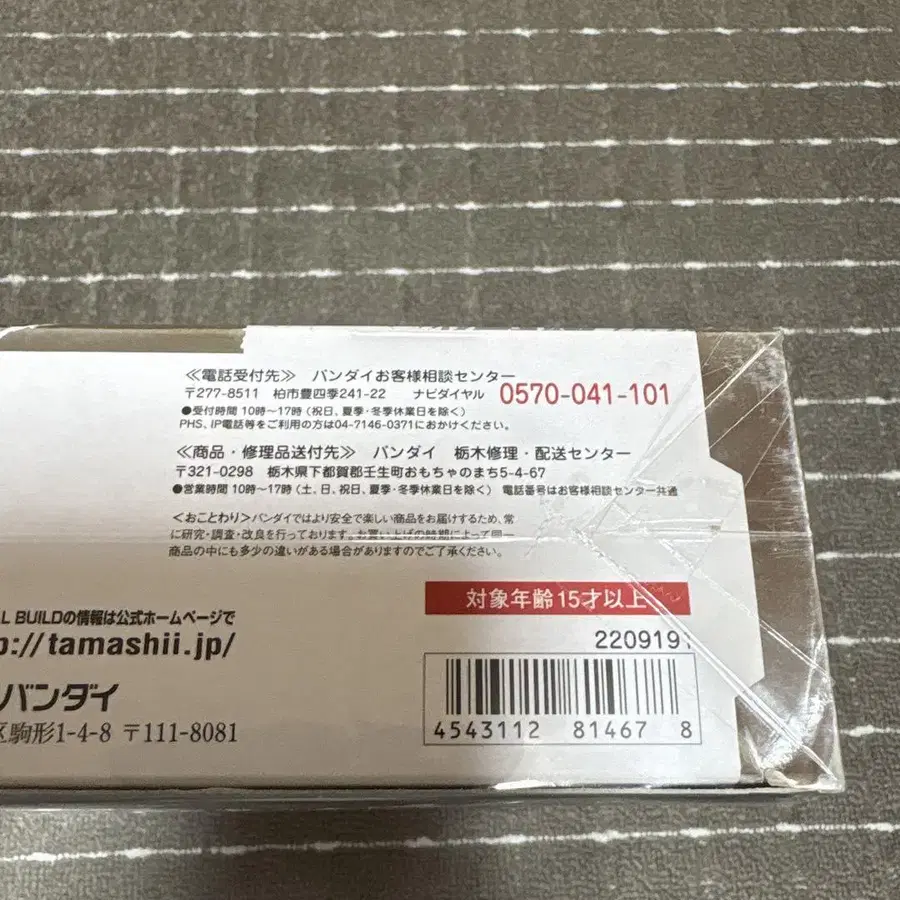 ≪電話受付先≫ バンダイお客様相談センター
〒277-8511 柏市豊四季241-22 ナビダイヤル 0570-041-101
●受付時間 10時〜17時(祝日、夏季・冬季休業日を除く)
PHS、IP電話等をご利用の方は04-7146-0371におかけください。
≪商品・修理品送付先≫ バンダイ 栃木修理・配送センター
〒321-0298 栃木県下都賀郡壬生町おもちゃのまち5-4-67
●営業時間 10時〜17時(土、日、祝日、夏季・冬季休業日を除く) 電話番号はお客様相談センター共通
≪おことわり≫バンダイではより安全で楽しい商品をお届けするため、常
に研究・調査・改良を行っております。お買い上げの時期によって同一
商品の中にも多少の違いがある場合がありますのでご了承ください。
対象年齢15才以上
L BUILDの情報は公式ホームページで
p://tamashii.jp/
バンダイ
区駒形1-4-8 〒111-8081
220919
4543112 81467 8